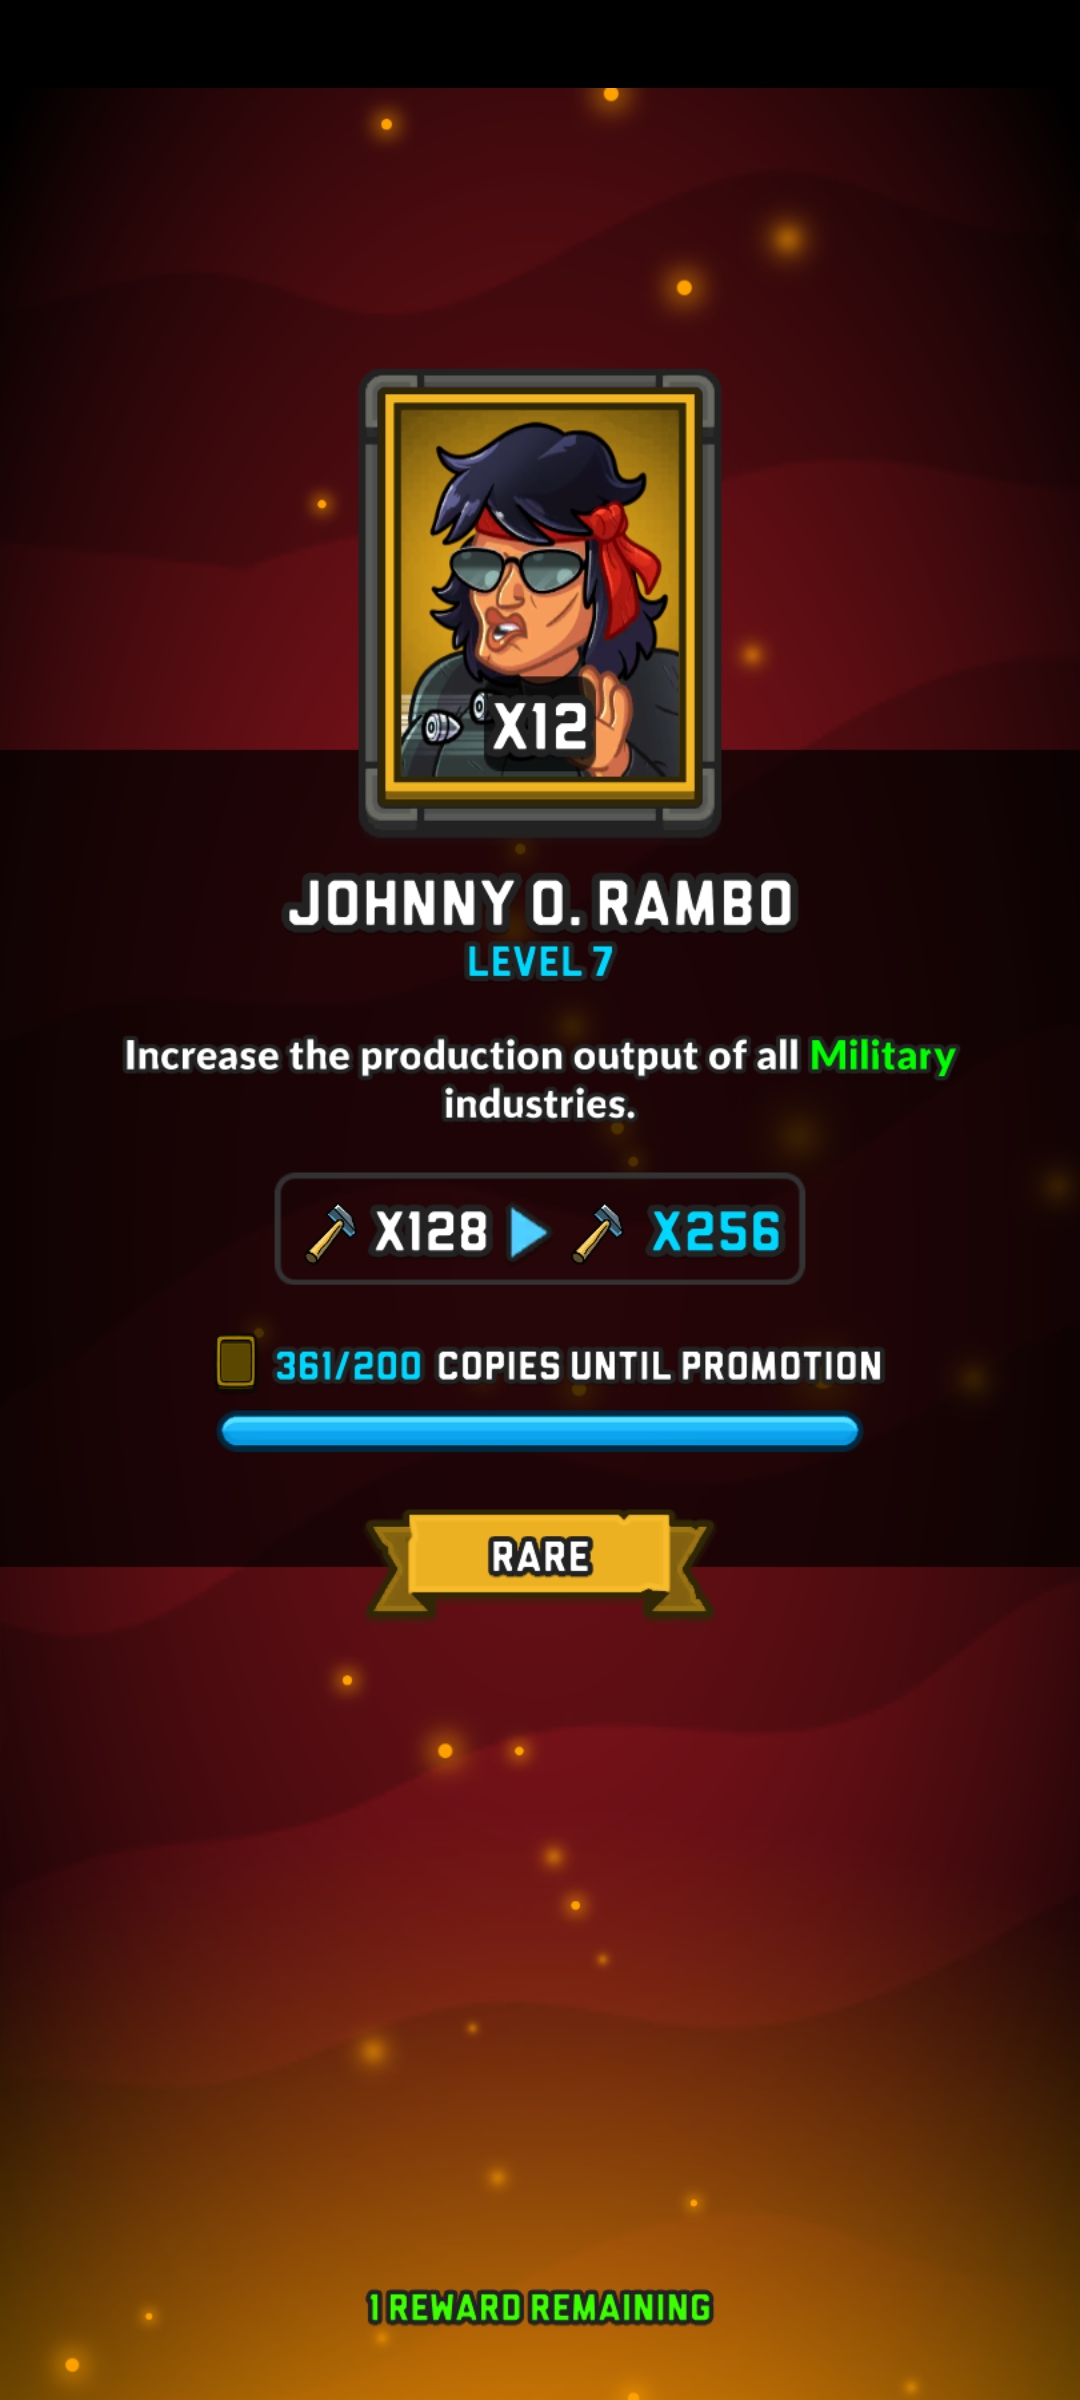 X12
JOHNNY O. RAMBO
LEVEL 7
Increase the production output of all Military
industries.
X128 X256
361/200 COPIES UNTIL PROMOTION
RARE
1 REWARD REMAINING